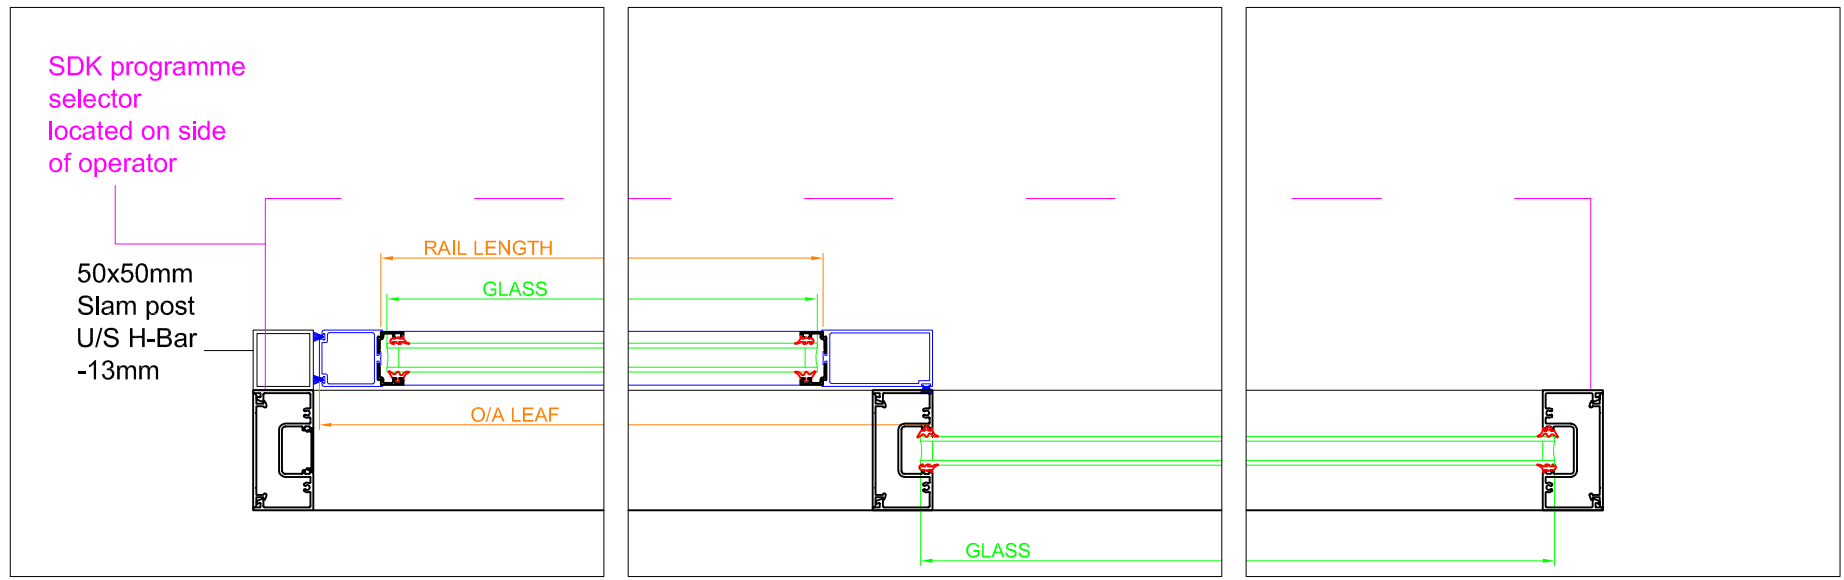 SDK programme
selector
located on side
of operator
RAIL LENGTH
50x50mm
Slam post
U/S H-Bar
-13mm
GLASS
O/A LEAF
GLASS